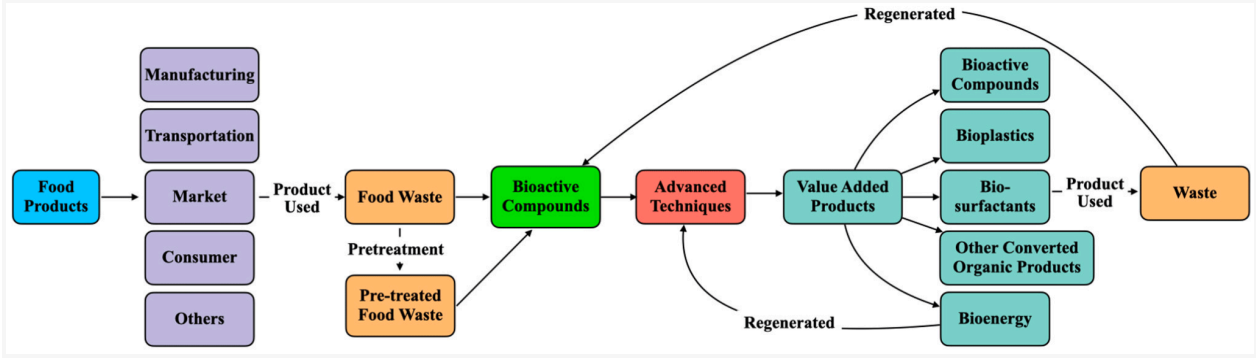 Regenerated
Manufacturing
Transportation
Market
Consumer
Others
Food
Products
Product
Used
Food Waste
Pretreatment
Pre-treated
Food Waste
Bioactive
Compounds
Advanced
Techniques
Value Added
Products
Regenerated
Bioactive
Compounds
Bioplastics
Bio-
surfactants
Other Converted
Organic Products
Bioenergy
Product
Used
Waste